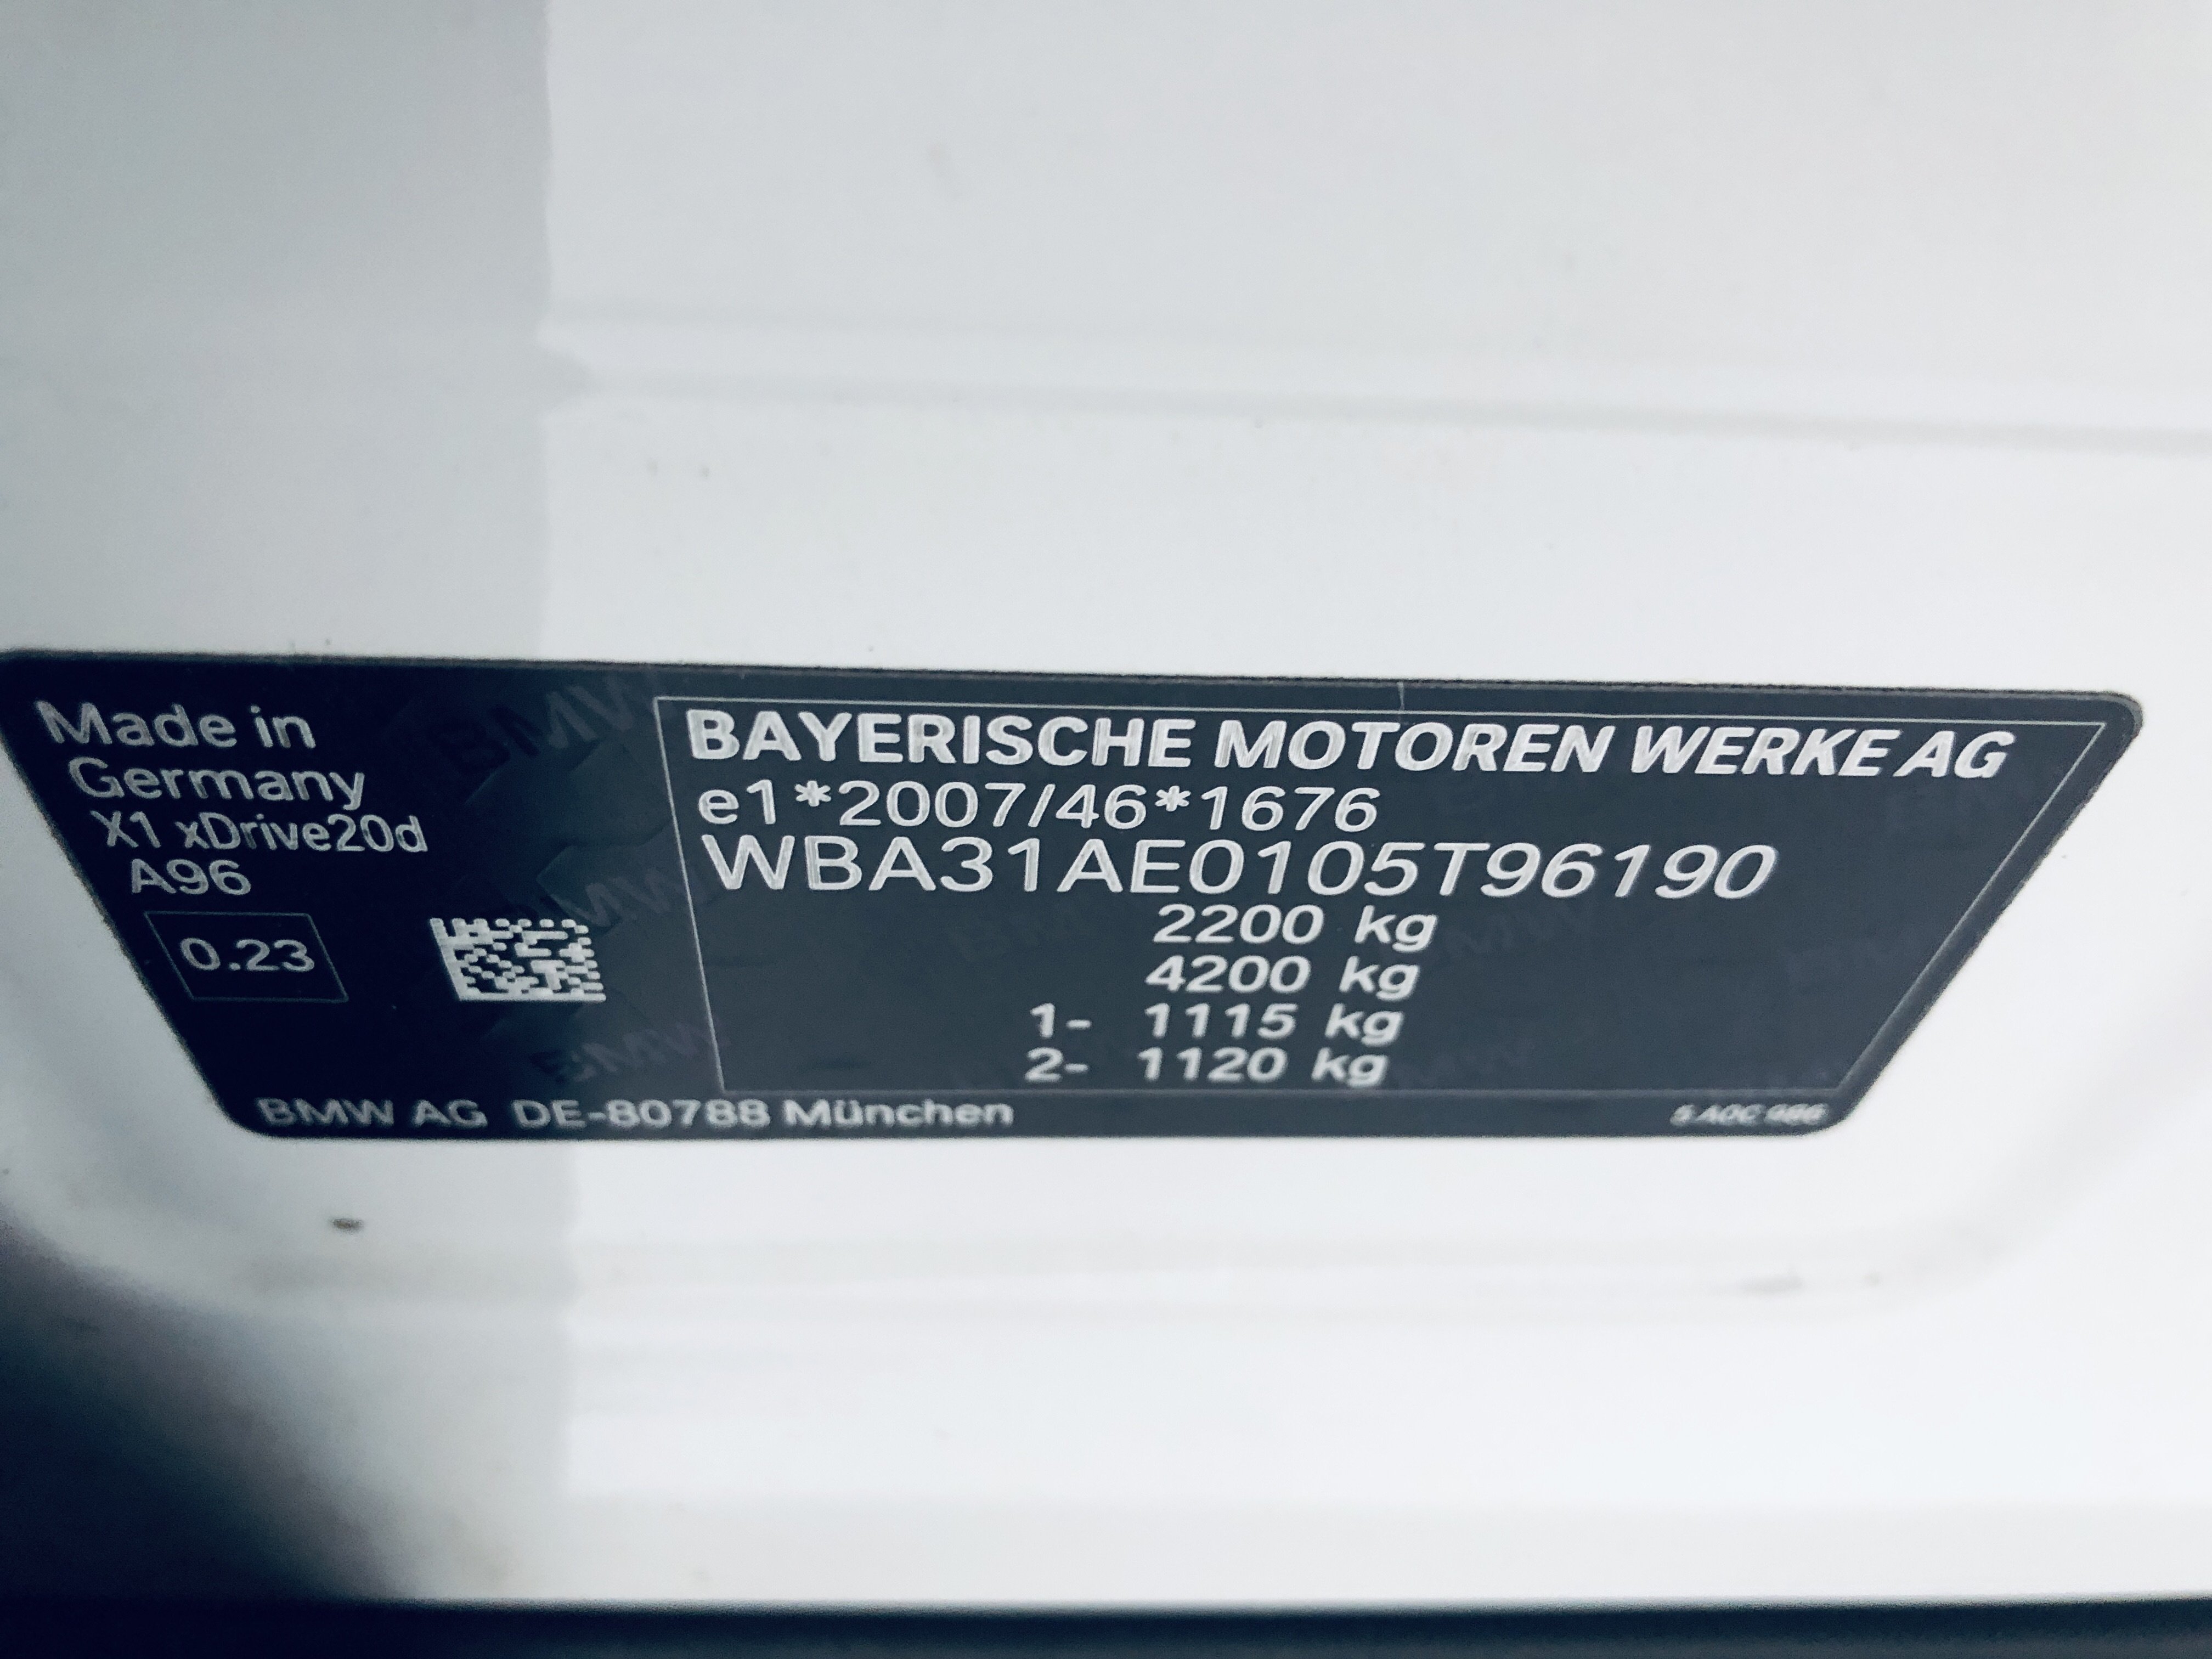 Made in
Germany
X1 xDrive20d
A96
0.23
BAYERISCHE MOTOREN WERKE AG
e1*2007/46*1676
WBA31AE0105T96190
2200 kg
4200 kg
1- 1115 kg
2- 1120 kg
BMW AG DE-80788 München